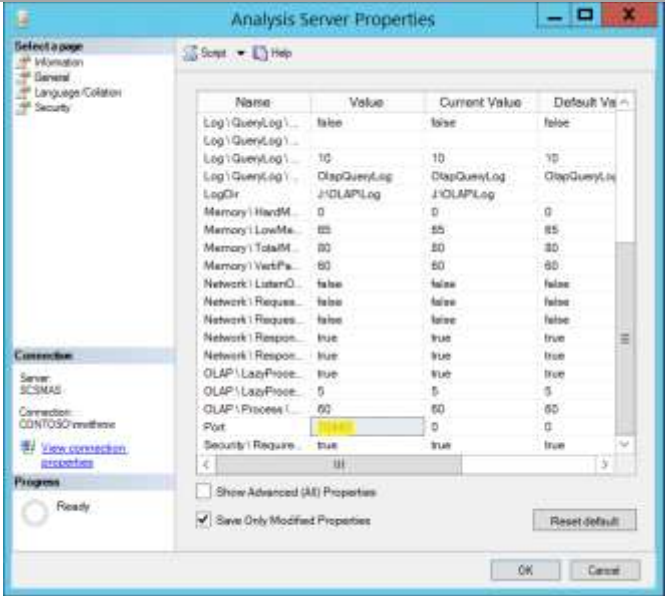 Analysis Server Properties
Select a page
Information
General
Language/Collation
Security
Script Help
Name Value Current Value Default Va
Log \ QueryLog \ ... false false false
Log \ QueryLog \ ...
Log \ QueryLog \ ... 10 10 10
Log \ QueryLog \ ... OlapQueryLog OlapQueryLog OlapQueryLog
LogDir J:\OLAP\Log J:\OLAP\Log
Memory \ HardM... 0 0 0
Memory \ LowMe... 65 65 65
Memory \ TotalM... 80 80 80
Memory \ VertiPa... 60 60 60
Network \ ListenO... false false false
Network \ Reques... false false false
Network \ Reques... false false false
Network \ Respon... true true true
Network \ Respon... true true true
OLAP \ LazyProce... true true true
OLAP \ LazyProce... 5 5 5
OLAP \ Process \ ... 60 60 60
Port 0 0
Security \ Require... true true true
Show Advanced (All) Properties
Save Only Modified Properties
Reset default
Connection
Server:
SCSMAS
Connection:
View connection
properties
Progress
Ready
OK Cancel